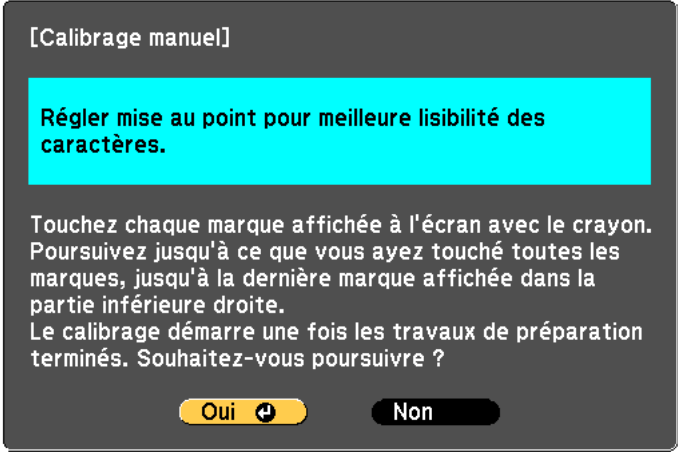 [Calibrage manuel]
Régler mise au point pour meilleure lisibilité des
caractères.
Touchez chaque marque affichée à l'écran avec le crayon.
Poursuivez jusqu'à ce que vous ayez touché toutes les
marques, jusqu'à la dernière marque affichée dans la
partie inférieure droite.
Le calibrage démarre une fois les travaux de préparation
terminés. Souhaitez-vous poursuivre ?
Oui
Non